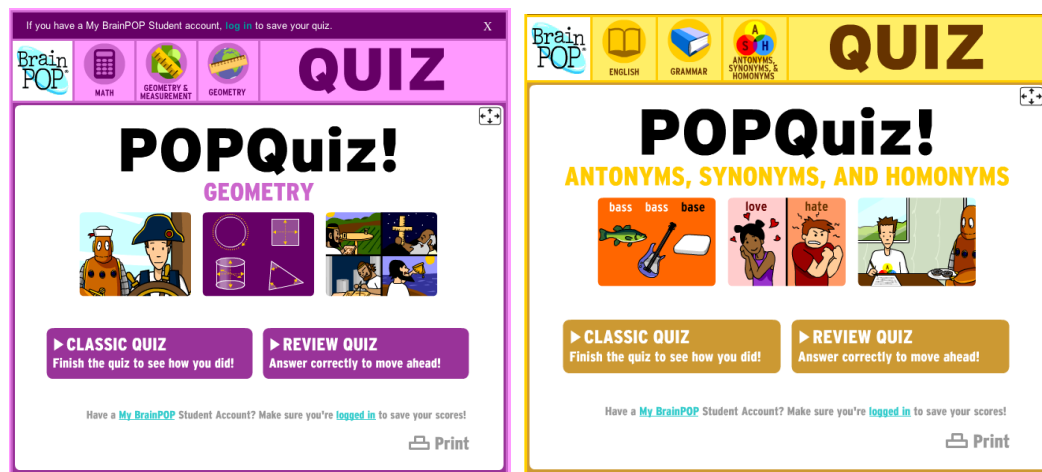 If you have a My BrainPOP Student account, log in to save your quiz.
X
Brain
POP
MATH
GEOMETRY &
MEASUREMENT
GEOMETRY
QUIZ
POPQuiz!
GEOMETRY
▶CLASSIC QUIZ
Finish the quiz to see how you did!
▶REVIEW QUIZ
Answer correctly to move ahead!
Have a My BrainPOP Student Account? Make sure you're logged in to save your scores!
Print
Brain
POP
ENGLISH
GRAMMAR
A
S H
ANTONYMS,
SYNONYMS, &
HOMONYMS
QUIZ
POPQuiz!
ANTONYMS, SYNONYMS, AND HOMONYMS
bass bass base
love hate
▶CLASSIC QUIZ
Finish the quiz to see how you did!
▶REVIEW QUIZ
Answer correctly to move ahead!
Have a My BrainPOP Student Account? Make sure you're logged in to save your scores!
Print